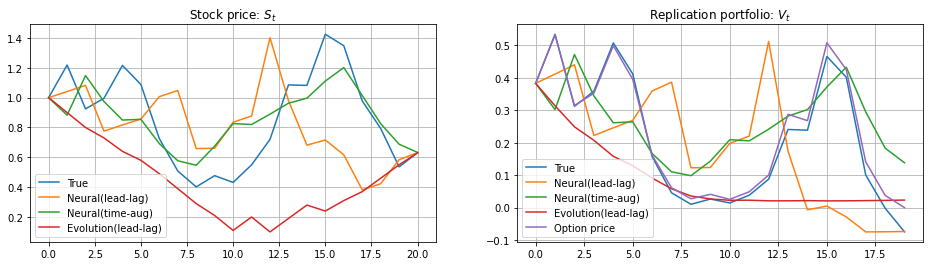 Stock price: S_t
1.4
1.2
1.0
0.8
0.6
0.4
0.2
True
Neural(lead-lag)
Neural(time-aug)
Evolution(lead-lag)
0.0 2.5 5.0 7.5 10.0 12.5 15.0 17.5 20.0
Replication portfolio: V_t
0.5
0.4
0.3
0.2
0.1
0.0
−0.1
True
Neural(lead-lag)
Neural(time-aug)
Evolution(lead-lag)
Option price
0.0 2.5 5.0 7.5 10.0 12.5 15.0 17.5